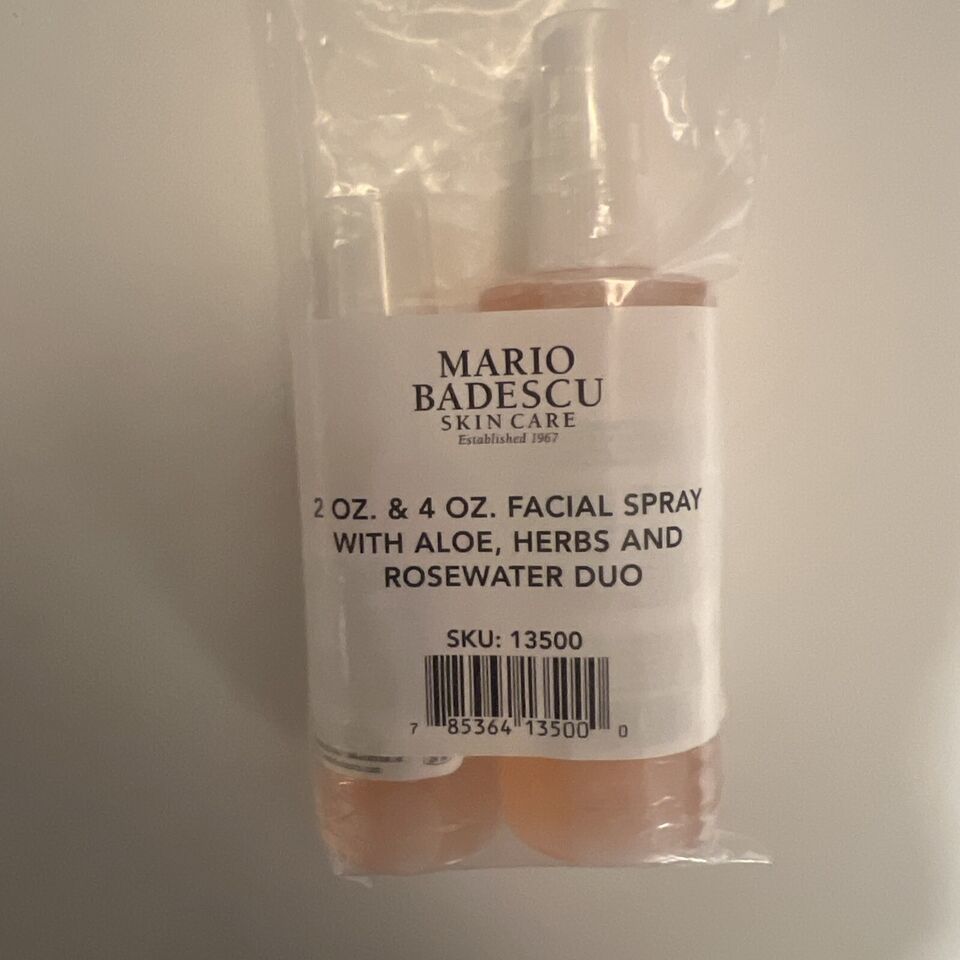 MARIO
BADESCU
SKIN CARE
Established 1967
2 OZ. & 4 OZ. FACIAL SPRAY
WITH ALOE, HERBS AND
ROSEWATER DUO
SKU: 13500
7 85364 13500 0